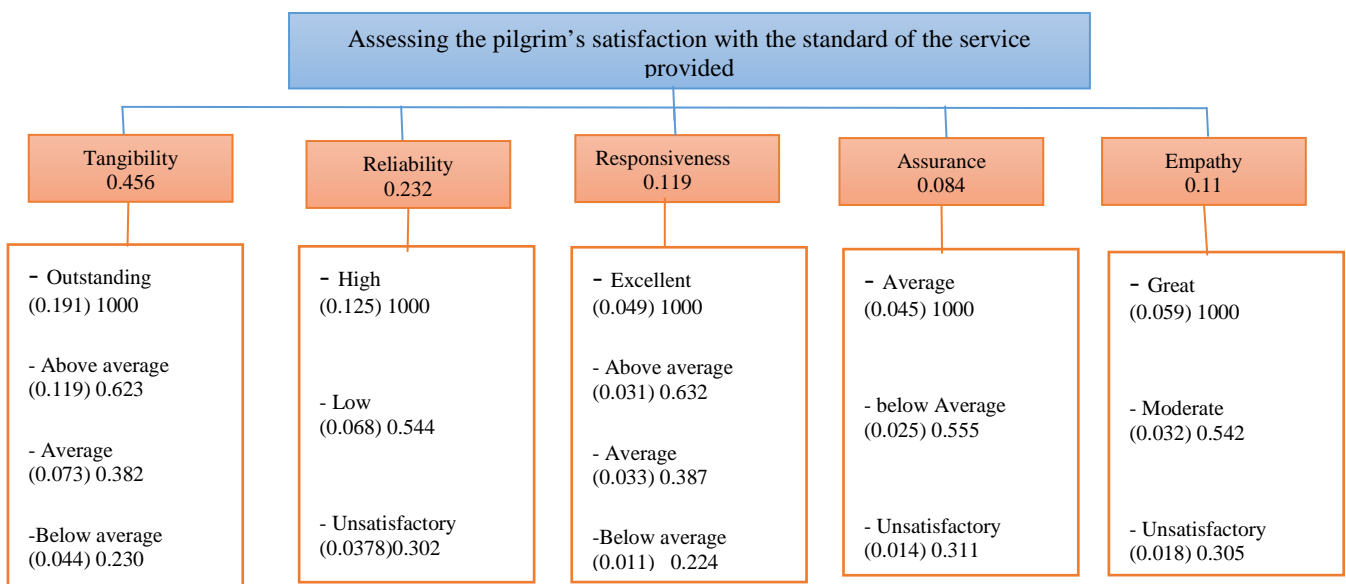 Assessing the pilgrim’s satisfaction with the standard of the service
provided
Tangibility
0.456
Reliability
0.232
Responsiveness
0.119
Assurance
0.084
Empathy
0.11
- Outstanding
(0.191) 1000
- Above average
(0.119) 0.623
- Average
(0.073) 0.382
-Below average
(0.044) 0.230
- High
(0.125) 1000
- Low
(0.068) 0.544
- Unsatisfactory
(0.0378)0.302
- Excellent
(0.049) 1000
- Above average
(0.031) 0.632
- Average
(0.033) 0.387
-Below average
(0.011) 0.224
- Average
(0.045) 1000
- below Average
(0.025) 0.555
- Unsatisfactory
(0.014) 0.311
- Great
(0.059) 1000
- Moderate
(0.032) 0.542
- Unsatisfactory
(0.018) 0.305